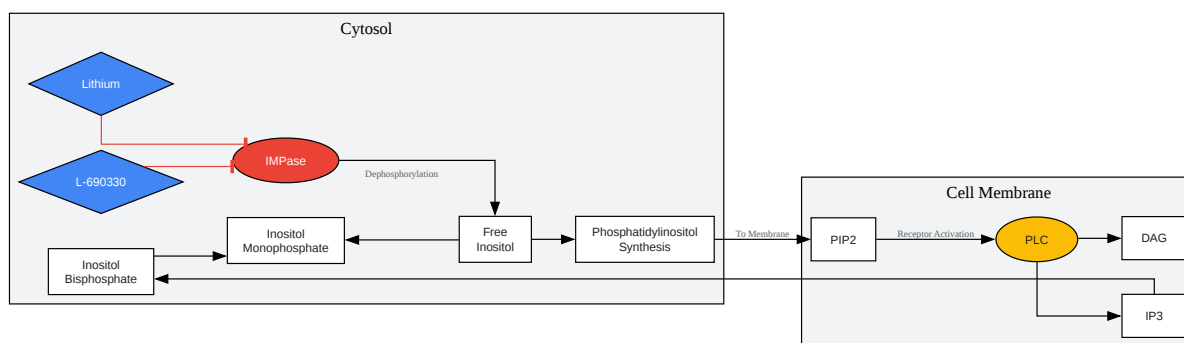 Cytosol
Lithium
IMPase
L-690330
Dephosphorylation
Cell Membrane
Inositol
Monophosphate
Free
Inositol
Phosphatidylinositol
Synthesis
To Membrane
PIP2
Receptor Activation
PLC
DAG
Inositol
Bisphosphate
IP3